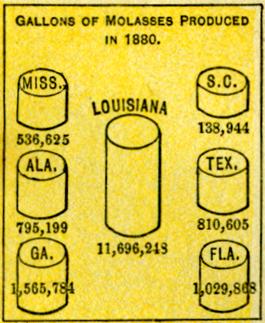 GALLONS OF MOLASSES PRODUCED
IN 1880.
MISS.
536,625
S.C.
138,944
LOUISIANA
11,696,248
ALA.
795,199
TEX.
810,605
GA.
1,565,784
FLA.
1,029,868